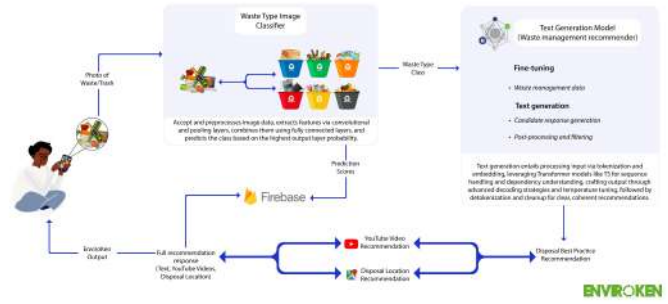 Waste Type Image
Classifier
Accept and preprocesses image data, extracts features via convolutional
and pooling layers, combines them using fully connected layers, and
predicts the class based on the highest output layer probability.
Photo of
Waste/Trash
Waste Type
Class
Text Generation Model
(Waste management recommender)
Fine-tuning
Waste management data
Text generation
Candidate response generation
Post-processing and filtering
Text generation entails processing input via tokenization and
embedding, leveraging Transformer models like T5 for sequence
handling and dependency understanding, crafting output through
advanced decoding strategies and temperature tuning, followed by
detokenization and cleanup for clear, coherent recommendations.
Prediction
Scores
Firebase
YouTube Video
Recommendation
Disposal Location
Recommendation
Disposal Best Practice
Recommendation
Full recommendation
response
(Text, YouTube Videos,
Disposal Location)
Output
ENVIROKEN